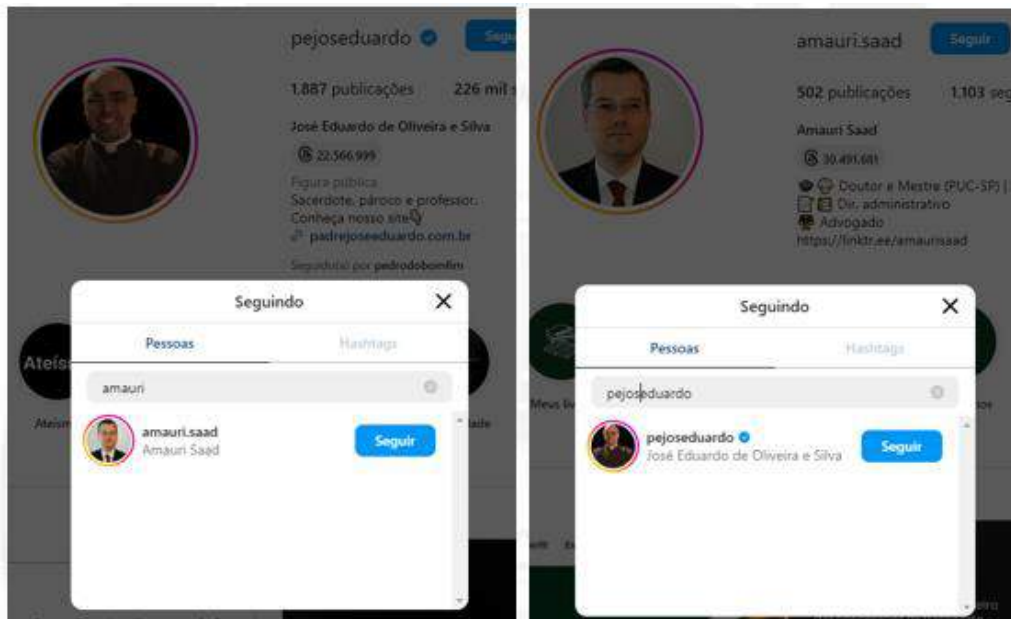 pejoseduardo
1.887 publicações 226 mil
José Eduardo de Oliveira e Silva
22.566.999
Figura pública
Sacerdote, pároco e professor.
Conheça nosso site
padrejoseeduardo.com.br
Seguido(a) por pedrodobomfim
Seguindo
Pessoas Hashtags
amauri
amauri.saad
Amauri Saad
Seguir
amauri.saad Seguir
502 publicações 1.103 seg
Amauri Saad
30.491.681
Doutor e Mestre (PUC-SP) |
Dir. administrativo
Advogado
https://linktr.ee/amaurisaad
Meus liv
Seguindo
Pessoas Hashtags
pejoseduardo
pejoseduardo
José Eduardo de Oliveira e Silva
Seguir